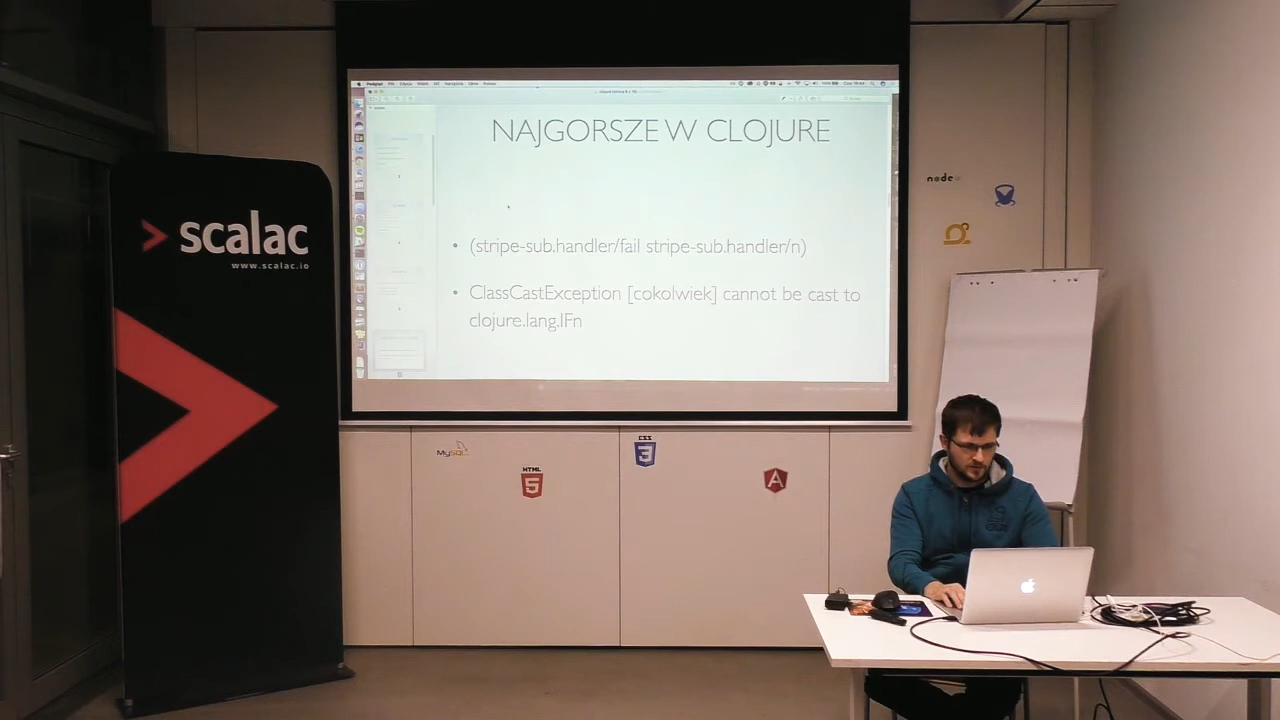 NAJGORSZE W CLOJURE
• (stripe-sub.handler/fail stripe-sub.handler/n)
• ClassCastException [cokolwiek] cannot be cast to
clojure.lang.IFn
scalac
www.scalac.io
node
MySQL
HTML
5
CSS
3
A